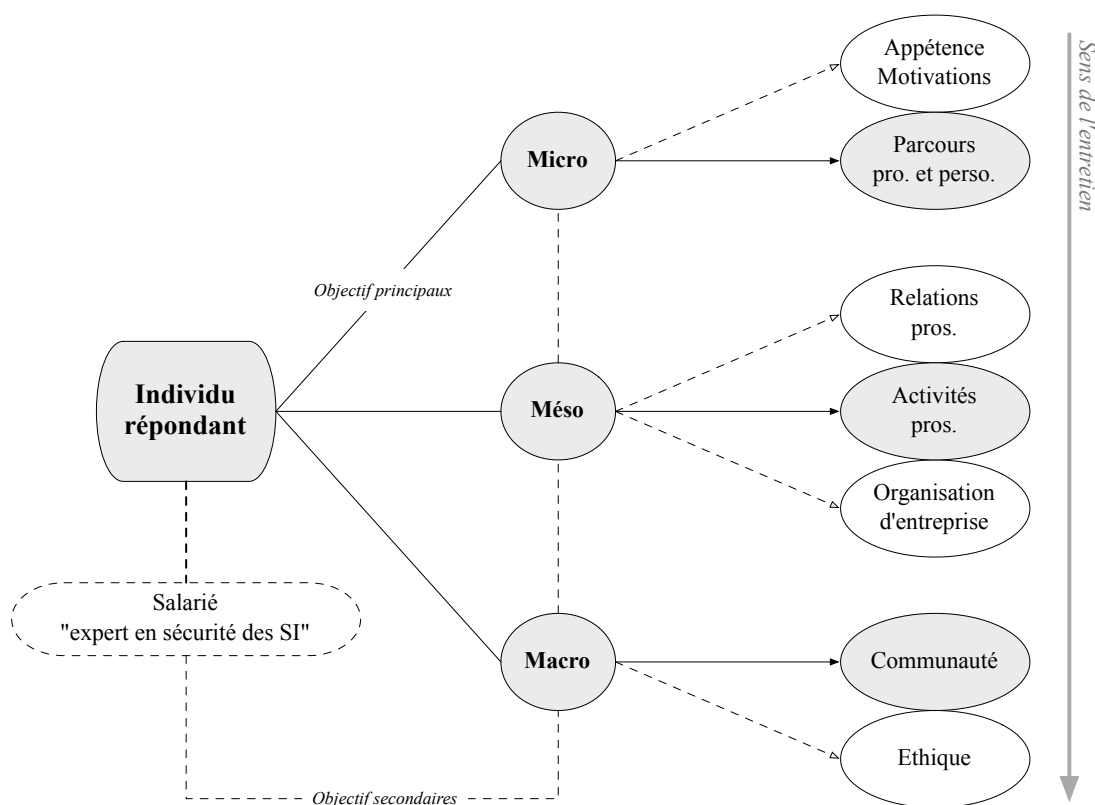 Appétence
Motivations
Micro
Parcours
pro. et perso.
Sens de l'entretien
Objectif principaux
Relations
pros.
Individu
répondant
Méso
Activités
pros.
Organisation
d'entreprise
Salarié
"expert en sécurité des SI"
Macro
Communauté
Ethique
Objectif secondaires